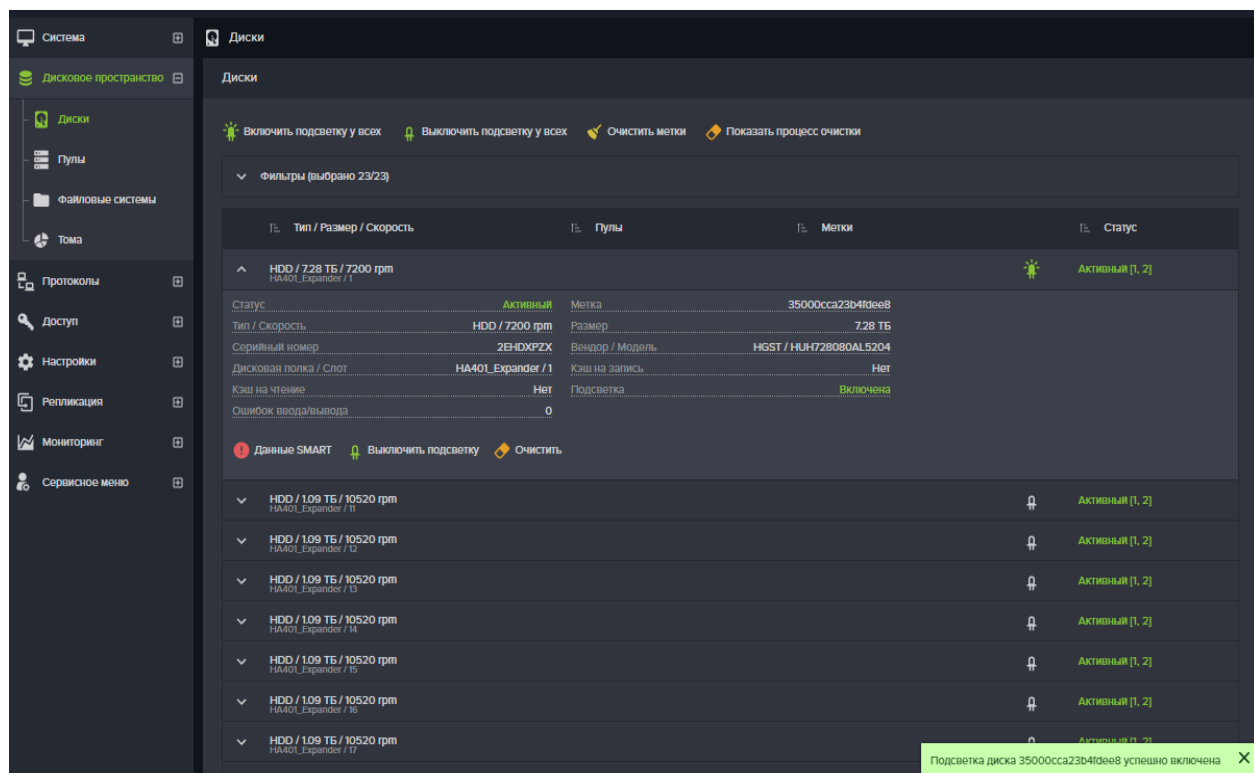 Система
Диски
Дисковое пространство
Диски
Диски
Пулы
Файловые системы
Тома
Протоколы
Доступ
Настройки
Репликация
Мониторинг
Сервисное меню
Включить подсветку у всех Выключить подсветку у всех Очистить метки Показать процесс очистки
Фильтры (выбрано 23/23)
Тип / Размер / Скорость Пулы Метки Статус
HDD / 7.28 ТБ / 7200 rpm Активный [1, 2]
HA401_Expander / 1
Статус Активный Метка 35000cca23b4fdee8
Тип / Скорость HDD / 7200 rpm Размер 7.28 ТБ
Серийный номер 2EHDXPZX Вендор / Модель HGST / HUH728080AL5204
Дисковая полка / Слот HA401_Expander / 1 Кэш на запись Нет
Кэш на чтение Нет Подсветка Включена
Ошибок ввода/вывода 0
Данные SMART Выключить подсветку Очистить
HDD / 1.09 ТБ / 10520 rpm Активный [1, 2]
HA401_Expander / 11
HDD / 1.09 ТБ / 10520 rpm Активный [1, 2]
HA401_Expander / 12
HDD / 1.09 ТБ / 10520 rpm Активный [1, 2]
HA401_Expander / 13
HDD / 1.09 ТБ / 10520 rpm Активный [1, 2]
HA401_Expander / 14
HDD / 1.09 ТБ / 10520 rpm Активный [1, 2]
HA401_Expander / 15
HDD / 1.09 ТБ / 10520 rpm Активный [1, 2]
HA401_Expander / 16
HDD / 1.09 ТБ / 10520 rpm Активный [1, 2]
HA401_Expander / 17
Подсветка диска 35000cca23b4fdee8 успешно включена